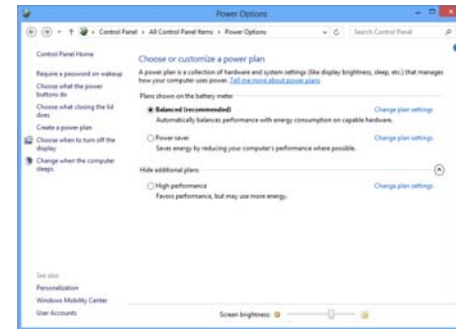 Power Options
Control Panel › All Control Panel Items › Power Options
Search Control Panel
Control Panel Home
Require a password on wakeup
Choose what the power
buttons do
Choose what closing the lid
does
Create a power plan
Choose when to turn off the
display
Change when the computer
sleeps
See also
Personalization
Windows Mobility Center
User Accounts
Choose or customize a power plan
A power plan is a collection of hardware and system settings (like display brightness, sleep, etc.) that manages
how your computer uses power. Tell me more about power plans
Plans shown on the battery meter
Balanced (recommended) Change plan settings
Automatically balances performance with energy consumption on capable hardware.
Power saver Change plan settings
Saves energy by reducing your computer's performance where possible.
Hide additional plans
High performance Change plan settings
Favors performance, but may use more energy.
Screen brightness: